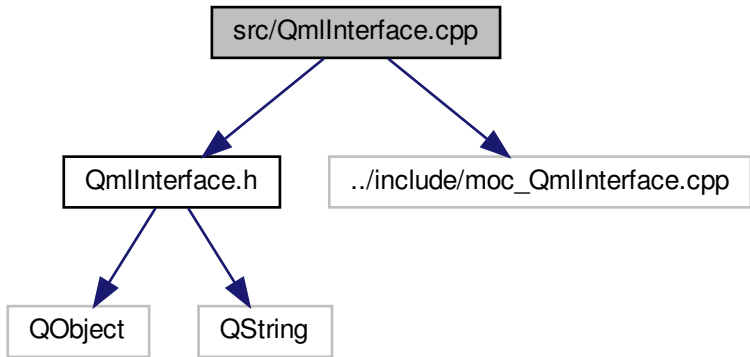 src/QmlInterface.cpp
QmlInterface.h
../include/moc_QmlInterface.cpp
QObject
QString